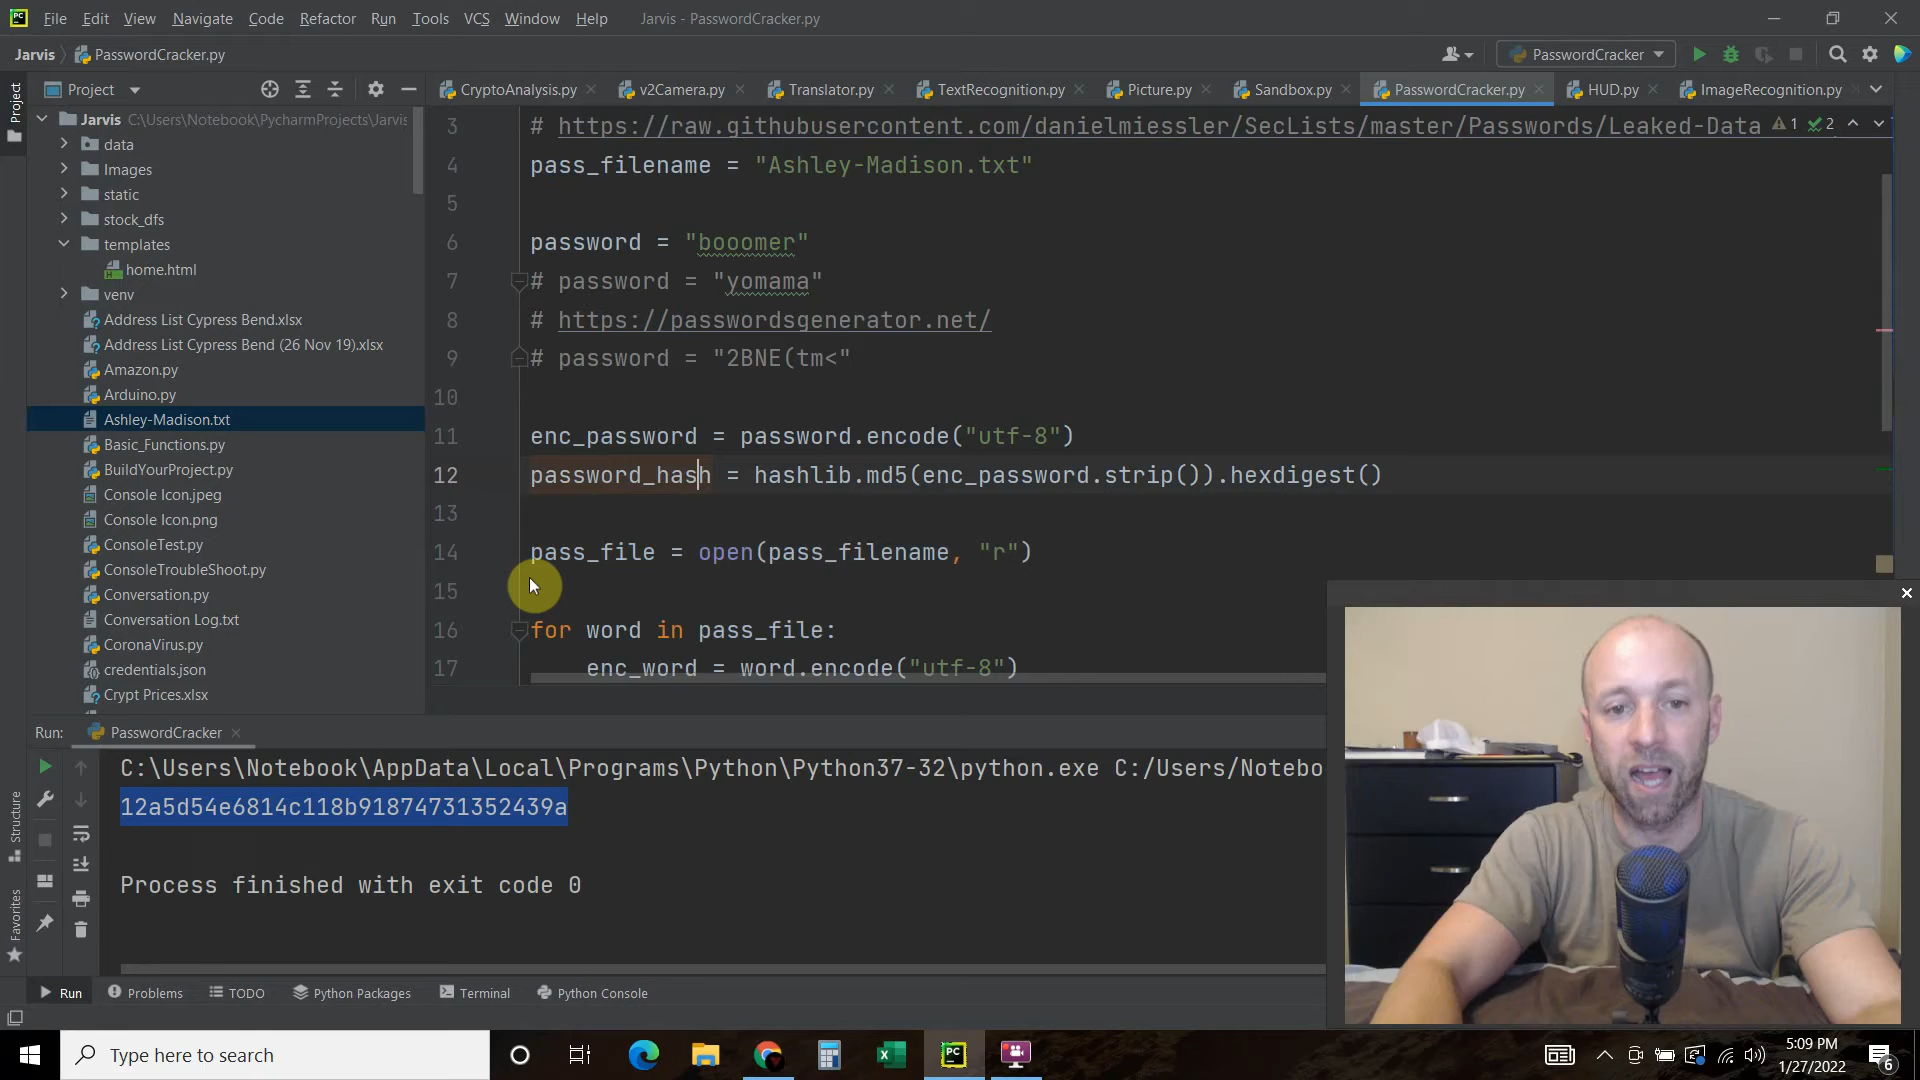 File Edit View Navigate Code Refactor Run Tools VCS Window Help Jarvis - PasswordCracker.py
Jarvis PasswordCracker.py PasswordCracker
Project CryptoAnalysis.py v2Camera.py Translator.py TextRecognition.py Picture.py Sandbox.py PasswordCracker.py HUD.py ImageRecognition.py
Project
Jarvis C:\Users\Notebook\PycharmProjects\Jarvis
data
Images
static
stock_dfs
templates
home.html
venv
Address List Cypress Bend.xlsx
Address List Cypress Bend (26 Nov 19).xlsx
Amazon.py
Arduino.py
Ashley-Madison.txt
Basic_Functions.py
BuildYourProject.py
Console Icon.jpeg
Console Icon.png
ConsoleTest.py
ConsoleTroubleShoot.py
Conversation.py
Conversation Log.txt
CoronaVirus.py
credentials.json
Crypt Prices.xlsx
3 # https://raw.githubusercontent.com/danielmiessler/SecLists/master/Passwords/Leaked-Data 1 2
4 pass_filename = "Ashley-Madison.txt"
5
6 password = "booomer"
7 # password = "yomama"
8 # https://passwordsgenerator.net/
9 # password = "2BNE(tm<"
10
11 enc_password = password.encode("utf-8")
12 password_hash = hashlib.md5(enc_password.strip()).hexdigest()
13
14 pass_file = open(pass_filename, "r")
15
16 for word in pass_file:
17 enc_word = word.encode("utf-8")
Run: PasswordCracker
C:\Users\Notebook\AppData\Local\Programs\Python\Python37-32\python.exe C:/Users/Notebo
12a5d54e6814c118b91874731352439a
Process finished with exit code 0
Structure
Favorites
Run Problems TODO Python Packages Terminal Python Console
Type here to search
PC
5:09 PM
1/27/2022
6